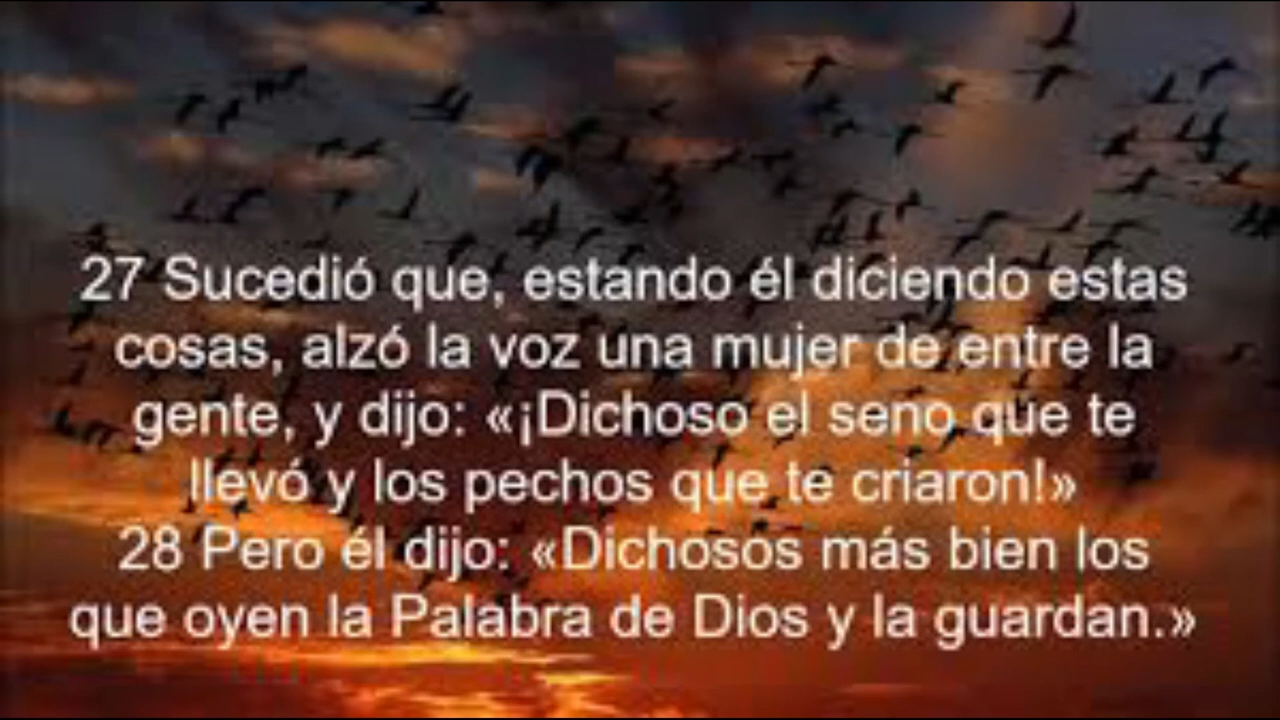 27 Sucedió que, estando él diciendo estas
cosas, alzó la voz una mujer de entre la
gente, y dijo: «¡Dichoso el seno que te
llevó y los pechos que te criaron!»
28 Pero él dijo: «Dichosos más bien los
que oyen la Palabra de Dios y la guardan.»